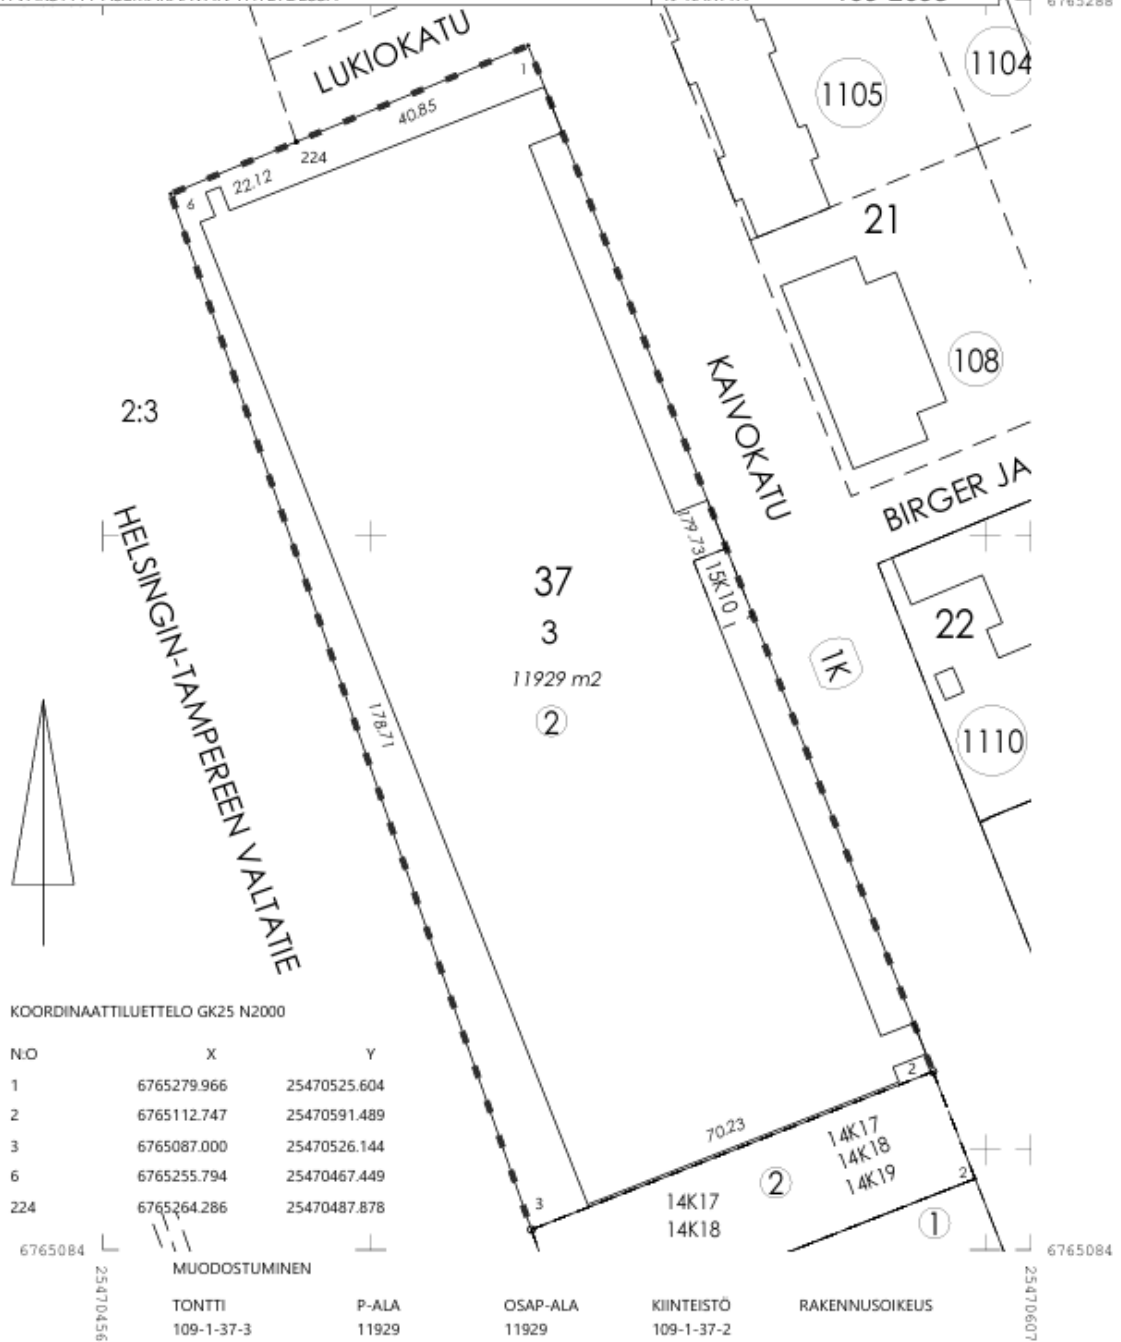 6765288
LUKIOKATU
1104
1105
1
40.85
224
22.12
6
21
108
KAIVOKATU
2:3
BIRGER JA
HELSINGIN-TAMPEREEN VALTATIE
179.73
15K10
1
37
3
11929 m2
2
22
1K
1110
178.71
KOORDINAATTILUETTELO GK25 N2000
N:O X Y
1 6765279.966 25470525.604
2 6765112.747 25470591.489
3 6765087.000 25470526.144
6 6765255.794 25470467.449
224 6765264.286 25470487.878
2
70.23
14K17
14K18
14K19
2
2
3
14K17
14K18
1
6765084
6765084
25470456
25470607
MUODOSTUMINEN
TONTTI P-ALA OSAP-ALA KIINTEISTÖ RAKENNUSOIKEUS
109-1-37-3 11929 11929 109-1-37-2